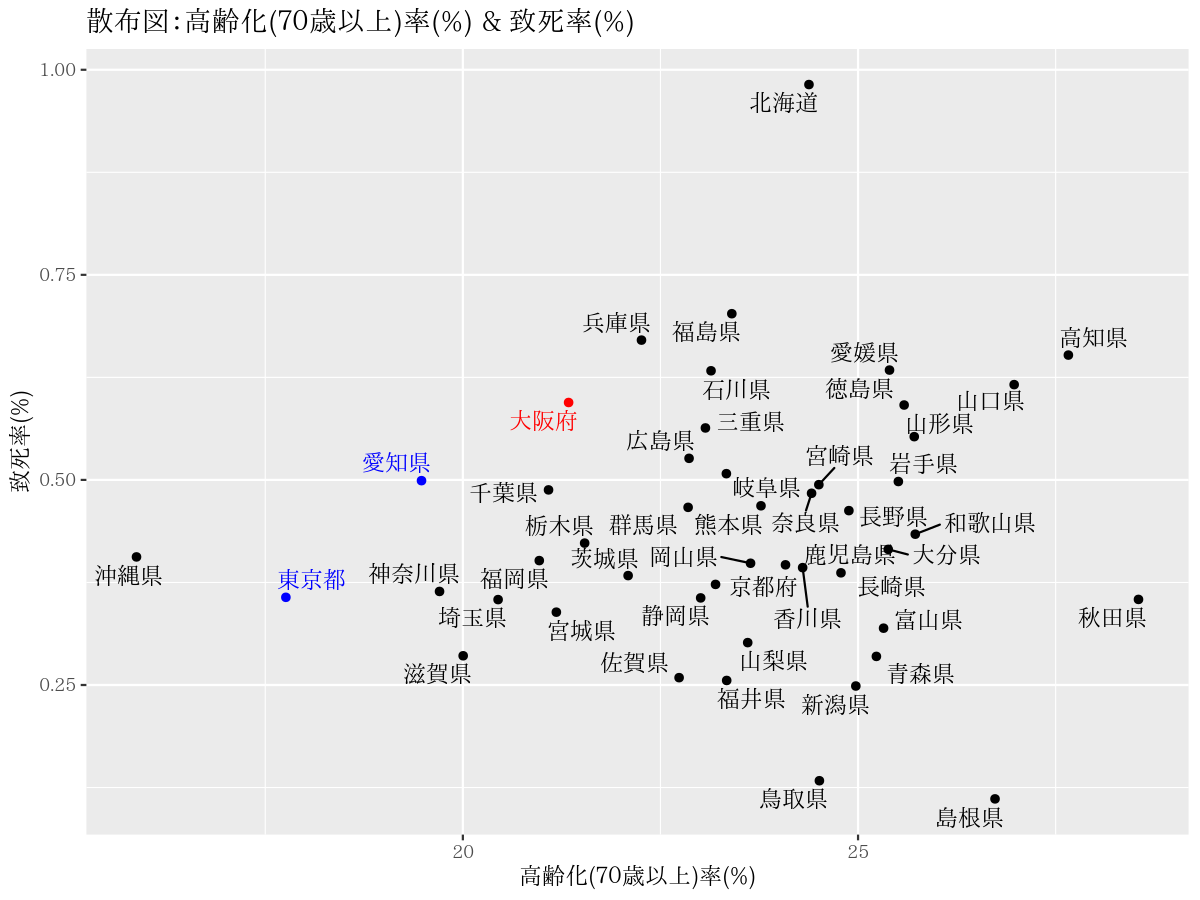 散布図:高齢化(70歳以上)率(%) & 致死率(%)
1.00
北海道
0.75
兵庫県
福島県
高知県
愛媛県
石川県
徳島県
山口県
大阪府
三重県
山形県
広島県
宮崎県
愛知県
岩手県
0.50
千葉県
岐阜県
栃木県
群馬県
熊本県
奈良県
長野県
和歌山県
茨城県
岡山県
鹿児島県
大分県
沖縄県
東京都
神奈川県
福岡県
京都府
長崎県
埼玉県
宮城県
静岡県
香川県
富山県
秋田県
滋賀県
佐賀県
山梨県
青森県
0.25
福井県
新潟県
鳥取県
島根県
致死率(%)
20
25
高齢化(70歳以上)率(%)